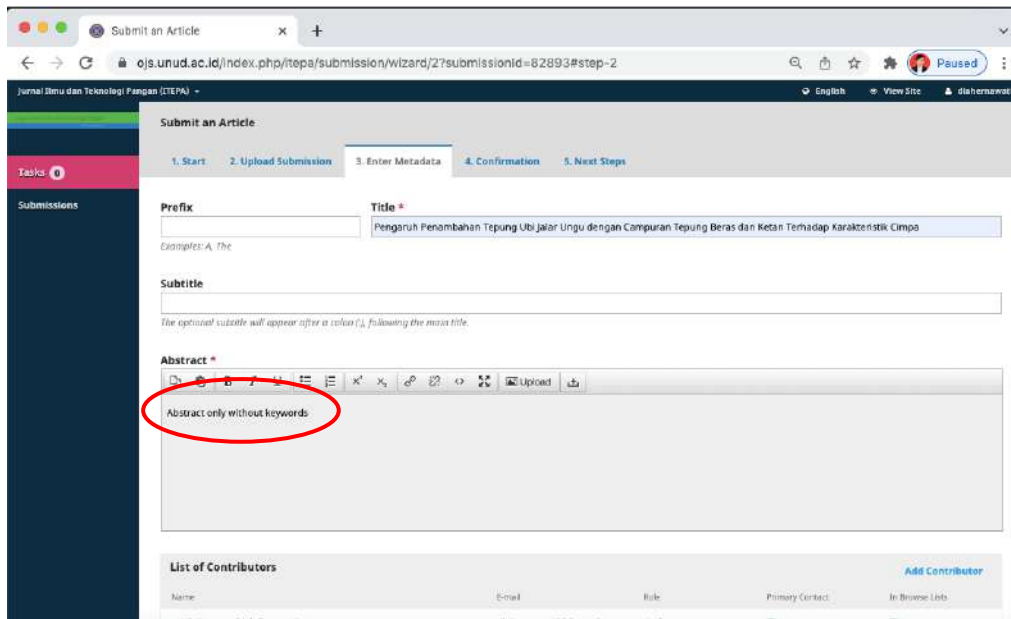 Submit an Article
ojs.unud.ac.id/index.php/itepa/submission/wizard/2?submissionId=82893#step-2
Paused
Jurnal Ilmu dan Teknologi Pangan (ITEPA)
English
View Site
diahernawati
Submit an Article
Tasks 0
1. Start
2. Upload Submission
3. Enter Metadata
4. Confirmation
5. Next Steps
Submissions
Prefix
Title *
Pengaruh Penambahan Tepung Ubi Jalar Ungu dengan Campuran Tepung Beras dan Ketan Terhadap Karakteristik Cimpa
Examples: A, The
Subtitle
The optional subtitle will appear after a colon (:), following the main title.
Abstract *
B I U
Upload
Abstract only without keywords
List of Contributors
Add Contributor
Name
E-mail
Role
Primary Contact
In Browse Lists